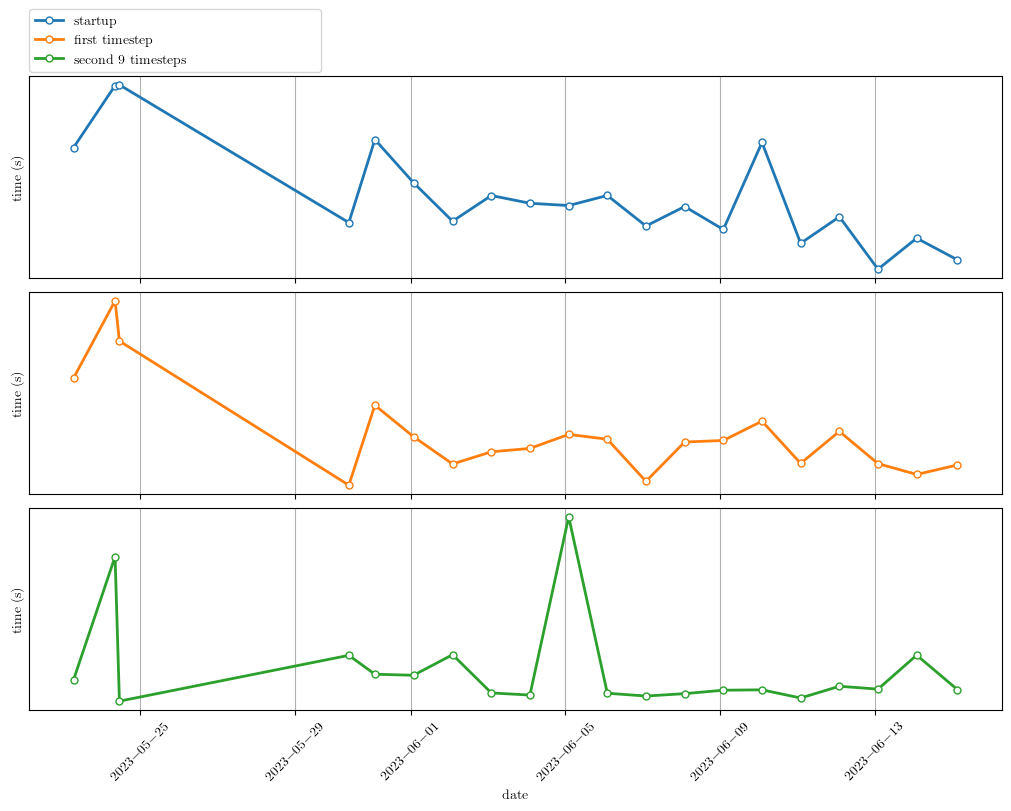 startup
first timestep
second 9 timesteps
time (s)
time (s)
time (s)
2023−05−25
2023−05−29
2023−06−01
2023−06−05
2023−06−09
2023−06−13
date